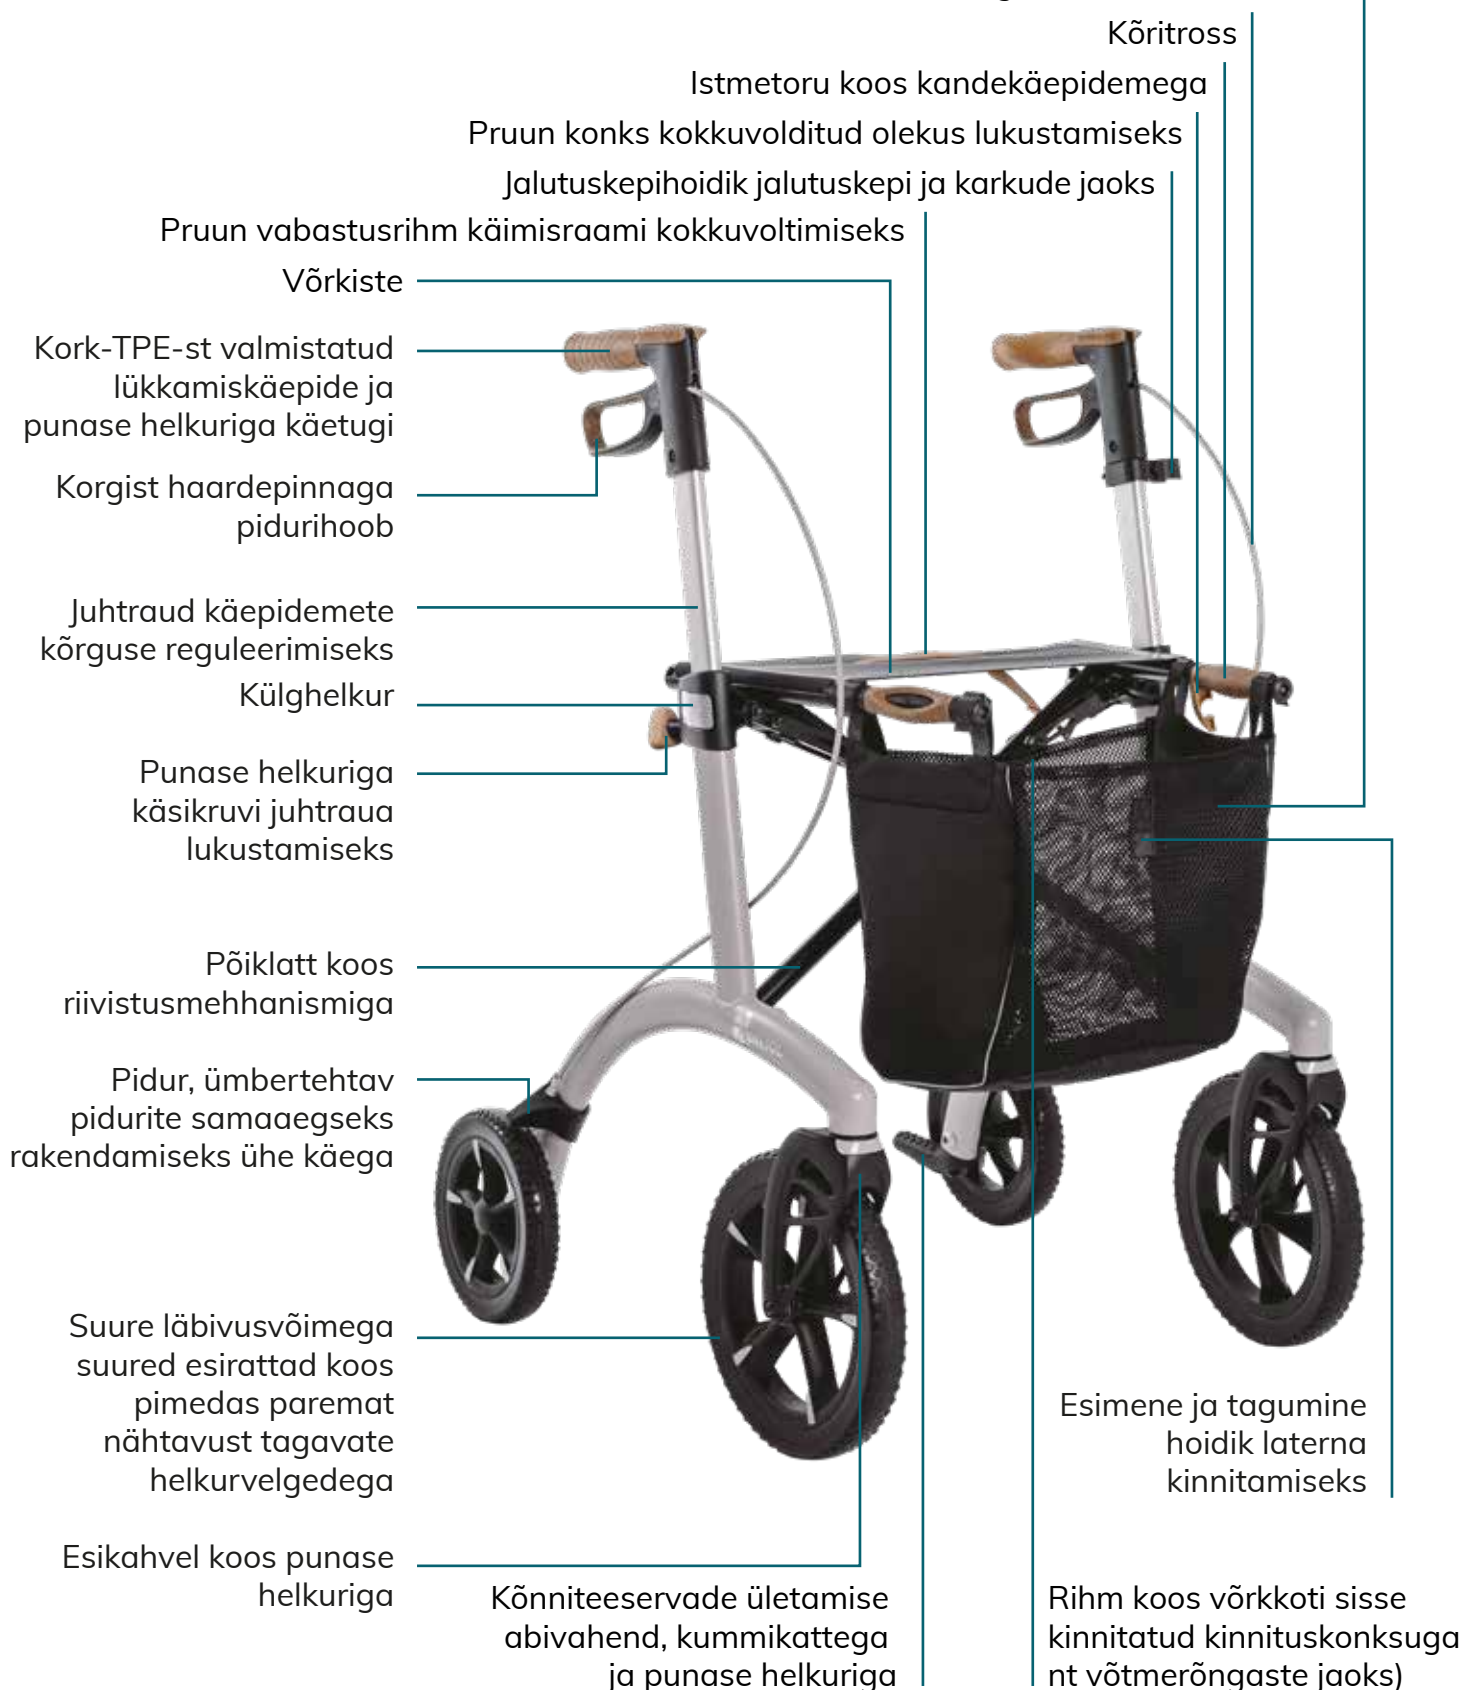 Kõritross
Istmetoru koos kandekäepidemega
Pruun konks kokkuvolditud olekus lukustamiseks
Jalutuskepihoidik jalutuskepi ja karkude jaoks
Pruun vabastusrihm käimisraami kokkuvoltimiseks
Võrkiste
Kork-TPE-st valmistatud
lükkamiskäepide ja
punase helkuriga käetugi
Korgist haardepinnaga
pidurihoob
Juhtraud käepidemete
kõrguse reguleerimiseks
Külghelkur
Punase helkuriga
käsikruvi juhtraua
lukustamiseks
Põiklatt koos
riivistusmehhanismiga
Pidur, ümbertehtav
pidurite samaaegseks
rakendamiseks ühe käega
Suure läbivusvõimega
suured esirattad koos
pimedas paremat
nähtavust tagavate
helkurvelgedega
Esimene ja tagumine
hoidik laterna
kinnitamiseks
Esikahvel koos punase
helkuriga
Kõnniteeservade ületamise
abivahend, kummikattega
ja punase helkuriga
Rihm koos võrkkoti sisse
kinnitatud kinnituskonksuga
nt võtmerõngaste jaoks)